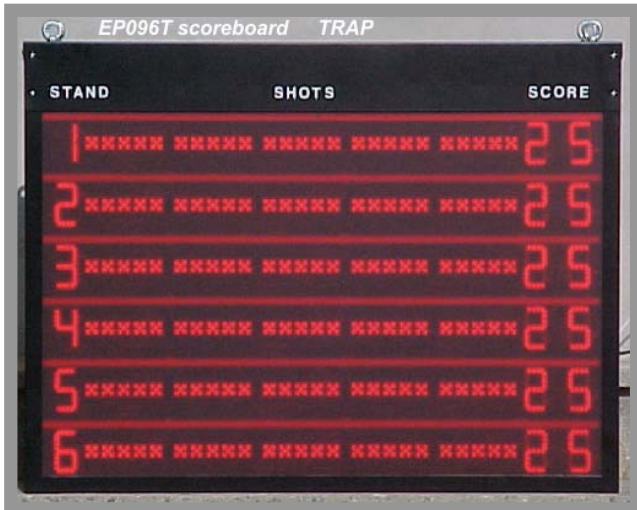 EP096T scoreboard TRAP
STAND SHOTS SCORE
1 xxxxx xxxxx xxxxx xxxxx xxxxx 25
2 xxxxx xxxxx xxxxx xxxxx xxxxx 25
3 xxxxx xxxxx xxxxx xxxxx xxxxx 25
4 xxxxx xxxxx xxxxx xxxxx xxxxx 25
5 xxxxx xxxxx xxxxx xxxxx xxxxx 25
6 xxxxx xxxxx xxxxx xxxxx xxxxx 25